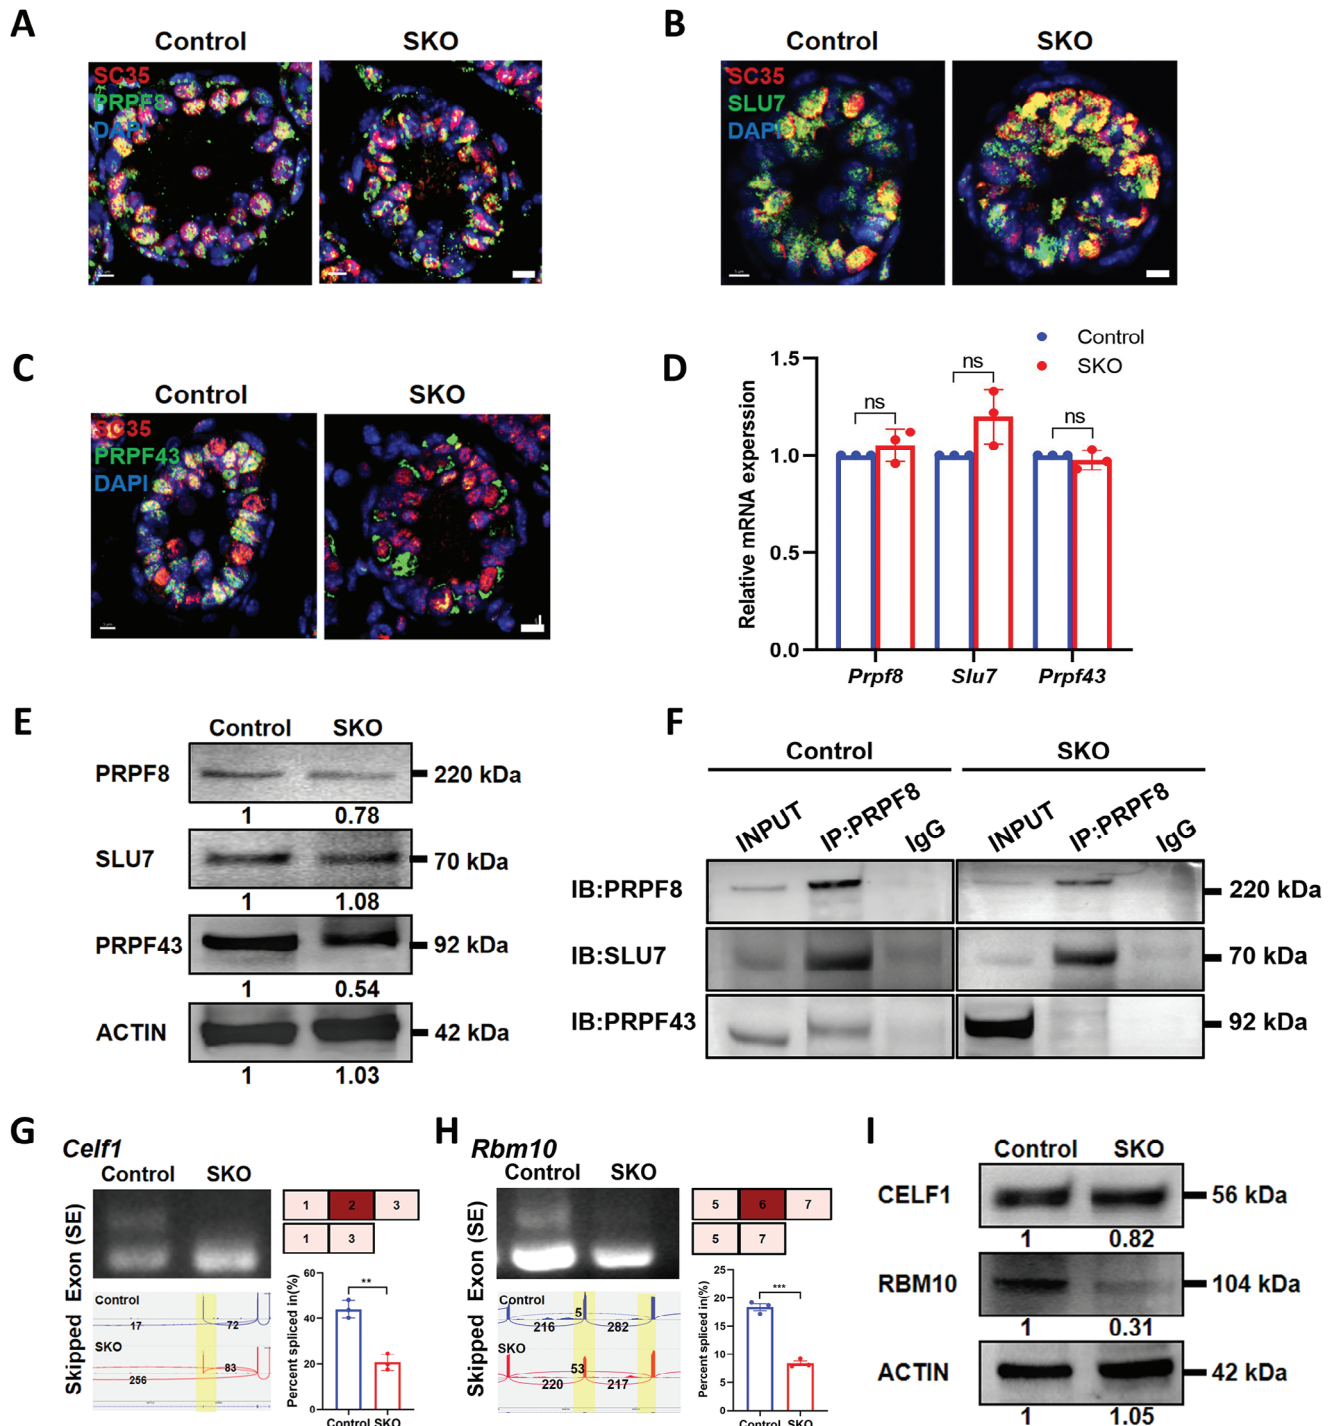 A
Control
SKO
SC35
PRPF8
DAPI
B
Control
SKO
SC35
SLU7
DAPI
C
Control
SKO
SC35
PRPF43
DAPI
D
Control
SKO
Relative mRNA experssion
1.5
1.0
0.5
0.0
ns
ns
ns
Prpf8
Slu7
Prpf43
E
Control SKO
PRPF8
220 kDa
1 0.78
SLU7
70 kDa
1 1.08
PRPF43
92 kDa
1 0.54
ACTIN
42 kDa
1 1.03
F
Control
SKO
INPUT
IP:PRPF8
IgG
INPUT
IP:PRPF8
IgG
IB:PRPF8
220 kDa
IB:SLU7
70 kDa
IB:PRPF43
92 kDa
G
Celf1
Control SKO
Skipped Exon (SE)
1 2 3
1 3
Control
17 72
SKO
83
256
Percent spliced in(%)
60
40
20
0
**
Control SKO
H
Rbm10
Control SKO
Skipped Exon (SE)
5 6 7
5 7
Control
5
216 282
SKO
53
220 217
Percent spliced in(%)
25
20
15
10
5
0
***
Control SKO
I
Control SKO
CELF1
56 kDa
1 0.82
RBM10
104 kDa
1 0.31
ACTIN
42 kDa
1 1.05